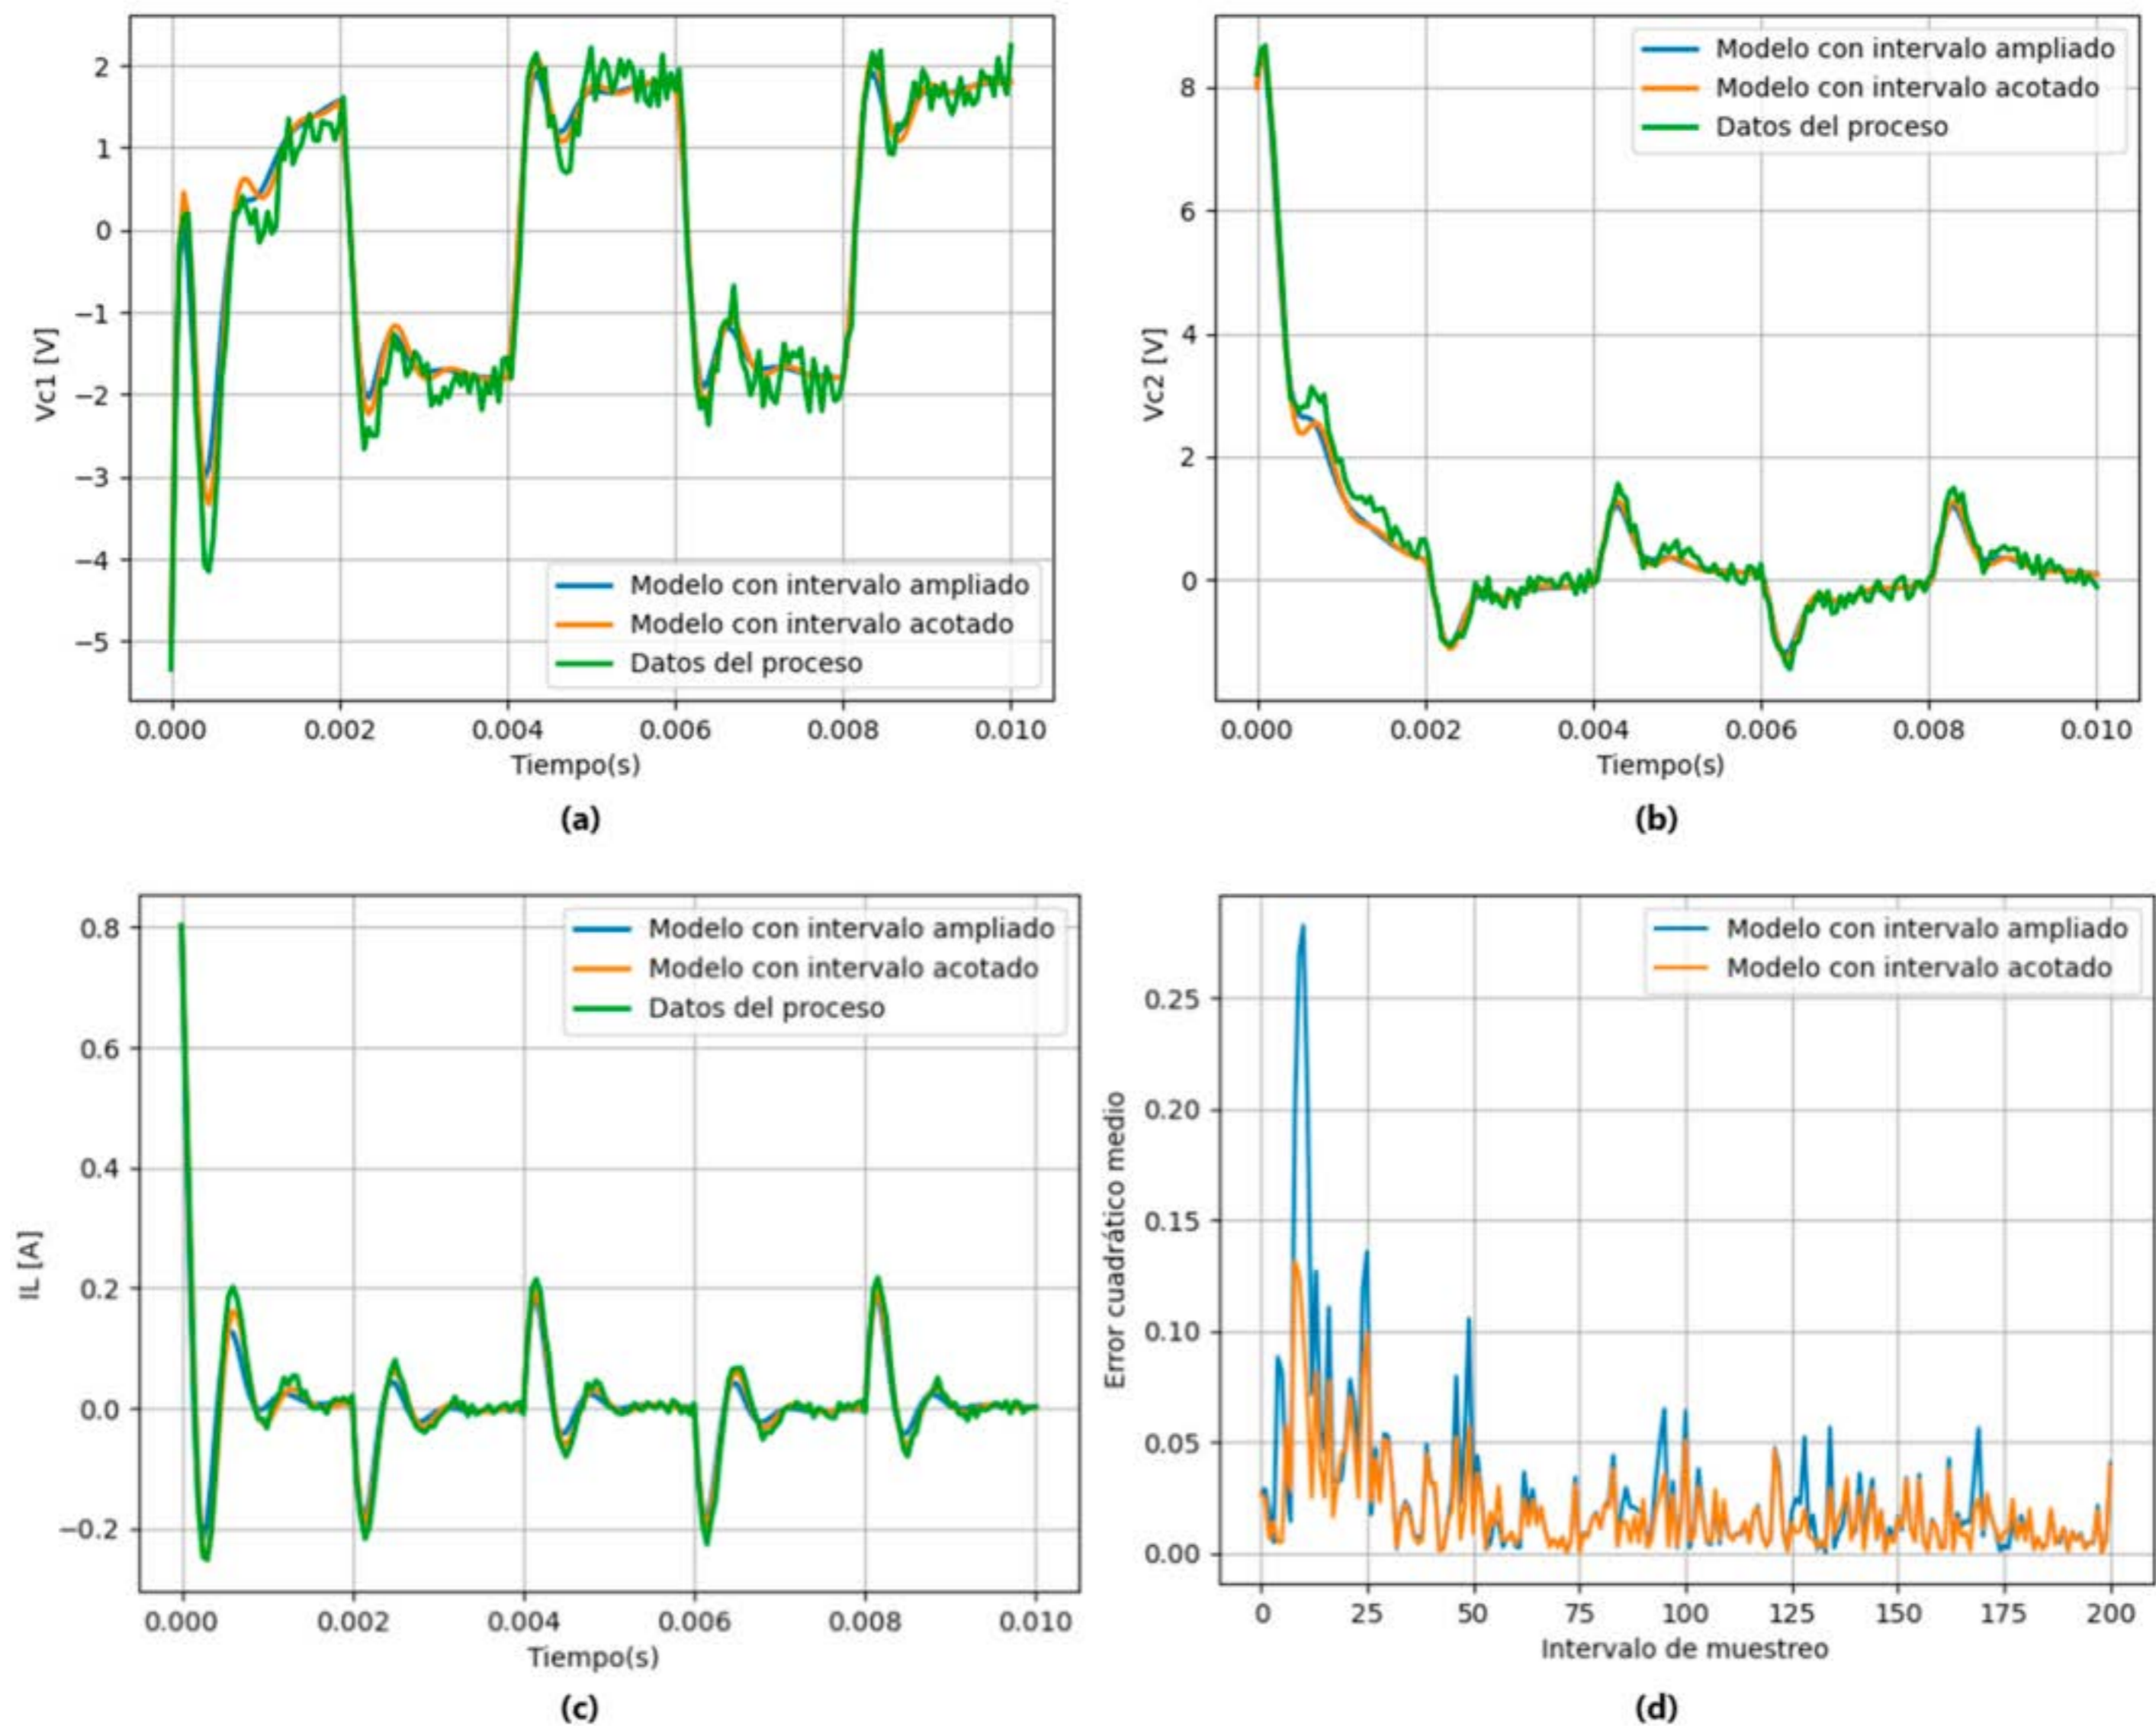 2
1
0
−1
−2
−3
−4
−5
Vc1 [V]
Modelo con intervalo ampliado
Modelo con intervalo acotado
Datos del proceso
0.000 0.002 0.004 0.006 0.008 0.010
Tiempo(s)
(a)
8
6
4
2
0
Vc2 [V]
Modelo con intervalo ampliado
Modelo con intervalo acotado
Datos del proceso
0.000 0.002 0.004 0.006 0.008 0.010
Tiempo(s)
(b)
0.8
0.6
0.4
0.2
0.0
−0.2
IL [A]
Modelo con intervalo ampliado
Modelo con intervalo acotado
Datos del proceso
0.000 0.002 0.004 0.006 0.008 0.010
Tiempo(s)
(c)
0.25
0.20
0.15
0.10
0.05
0.00
Error cuadrático medio
Modelo con intervalo ampliado
Modelo con intervalo acotado
0 25 50 75 100 125 150 175 200
Intervalo de muestreo
(d)